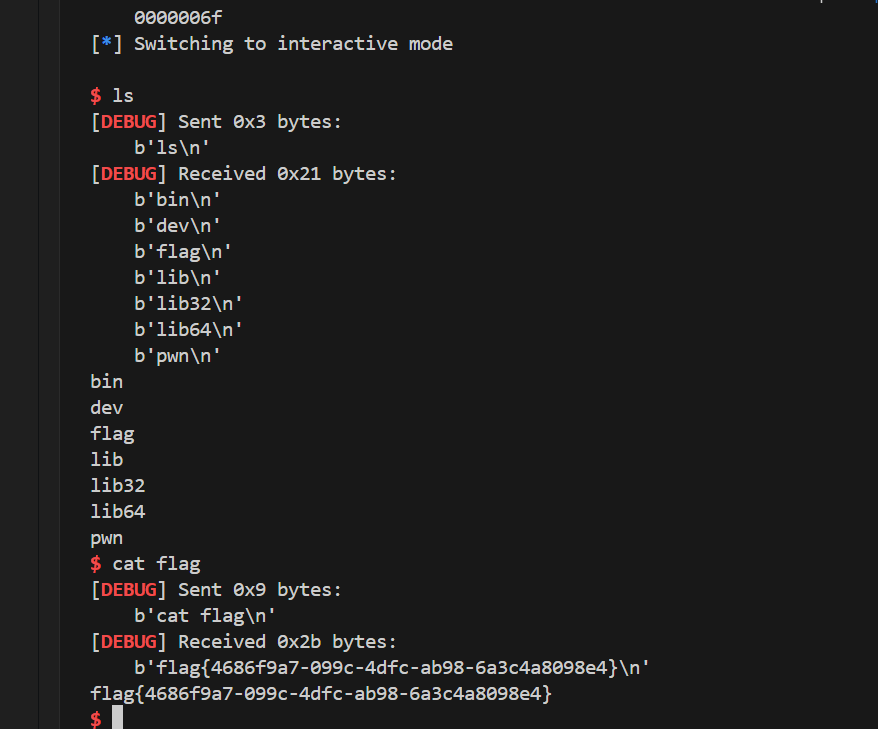 0000006f
[*] Switching to interactive mode
$ ls
[DEBUG] Sent 0x3 bytes:
b'ls\n'
[DEBUG] Received 0x21 bytes:
b'bin\n'
b'dev\n'
b'flag\n'
b'lib\n'
b'lib32\n'
b'lib64\n'
b'pwn\n'
bin
dev
flag
lib
lib32
lib64
pwn
$ cat flag
[DEBUG] Sent 0x9 bytes:
b'cat flag\n'
[DEBUG] Received 0x2b bytes:
b'flag{4686f9a7-099c-4dfc-ab98-6a3c4a8098e4}\n'
flag{4686f9a7-099c-4dfc-ab98-6a3c4a8098e4}
$